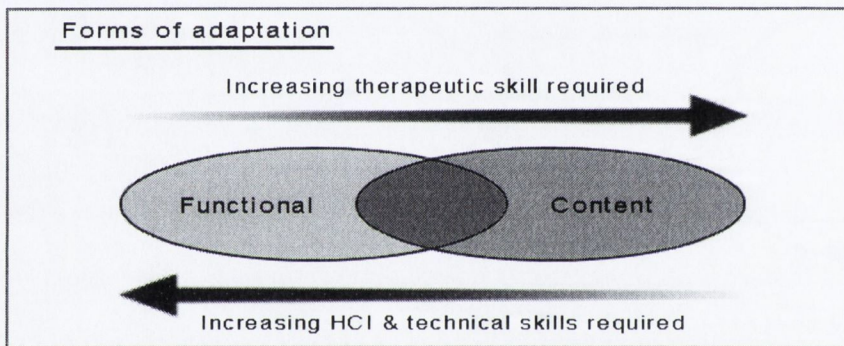 Forms of adaptation
Increasing therapeutic skill required
Functional
Content
Increasing HCI & technical skills required